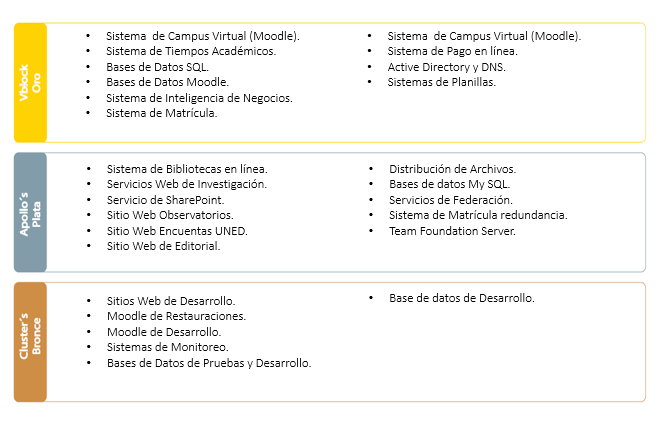 Vblock
Oro
• Sistema de Campus Virtual (Moodle).
• Sistema de Tiempos Académicos.
• Bases de Datos SQL.
• Bases de Datos Moodle.
• Sistema de Inteligencia de Negocios.
• Sistema de Matrícula.
• Sistema de Campus Virtual (Moodle).
• Sistema de Pago en línea.
• Active Directory y DNS.
• Sistemas de Planillas.
Apollo´s
Plata
• Sistema de Bibliotecas en línea.
• Servicios Web de Investigación.
• Servicio de SharePoint.
• Sitio Web Observatorios.
• Sitio Web Encuentas UNED.
• Sitio Web de Editorial.
• Distribución de Archivos.
• Bases de datos My SQL.
• Servicios de Federación.
• Sistema de Matrícula redundancia.
• Team Foundation Server.
Cluster´s
Bronce
• Sitios Web de Desarrollo.
• Moodle de Restauraciones.
• Moodle de Desarrollo.
• Sistemas de Monitoreo.
• Bases de Datos de Pruebas y Desarrollo.
• Base de datos de Desarrollo.